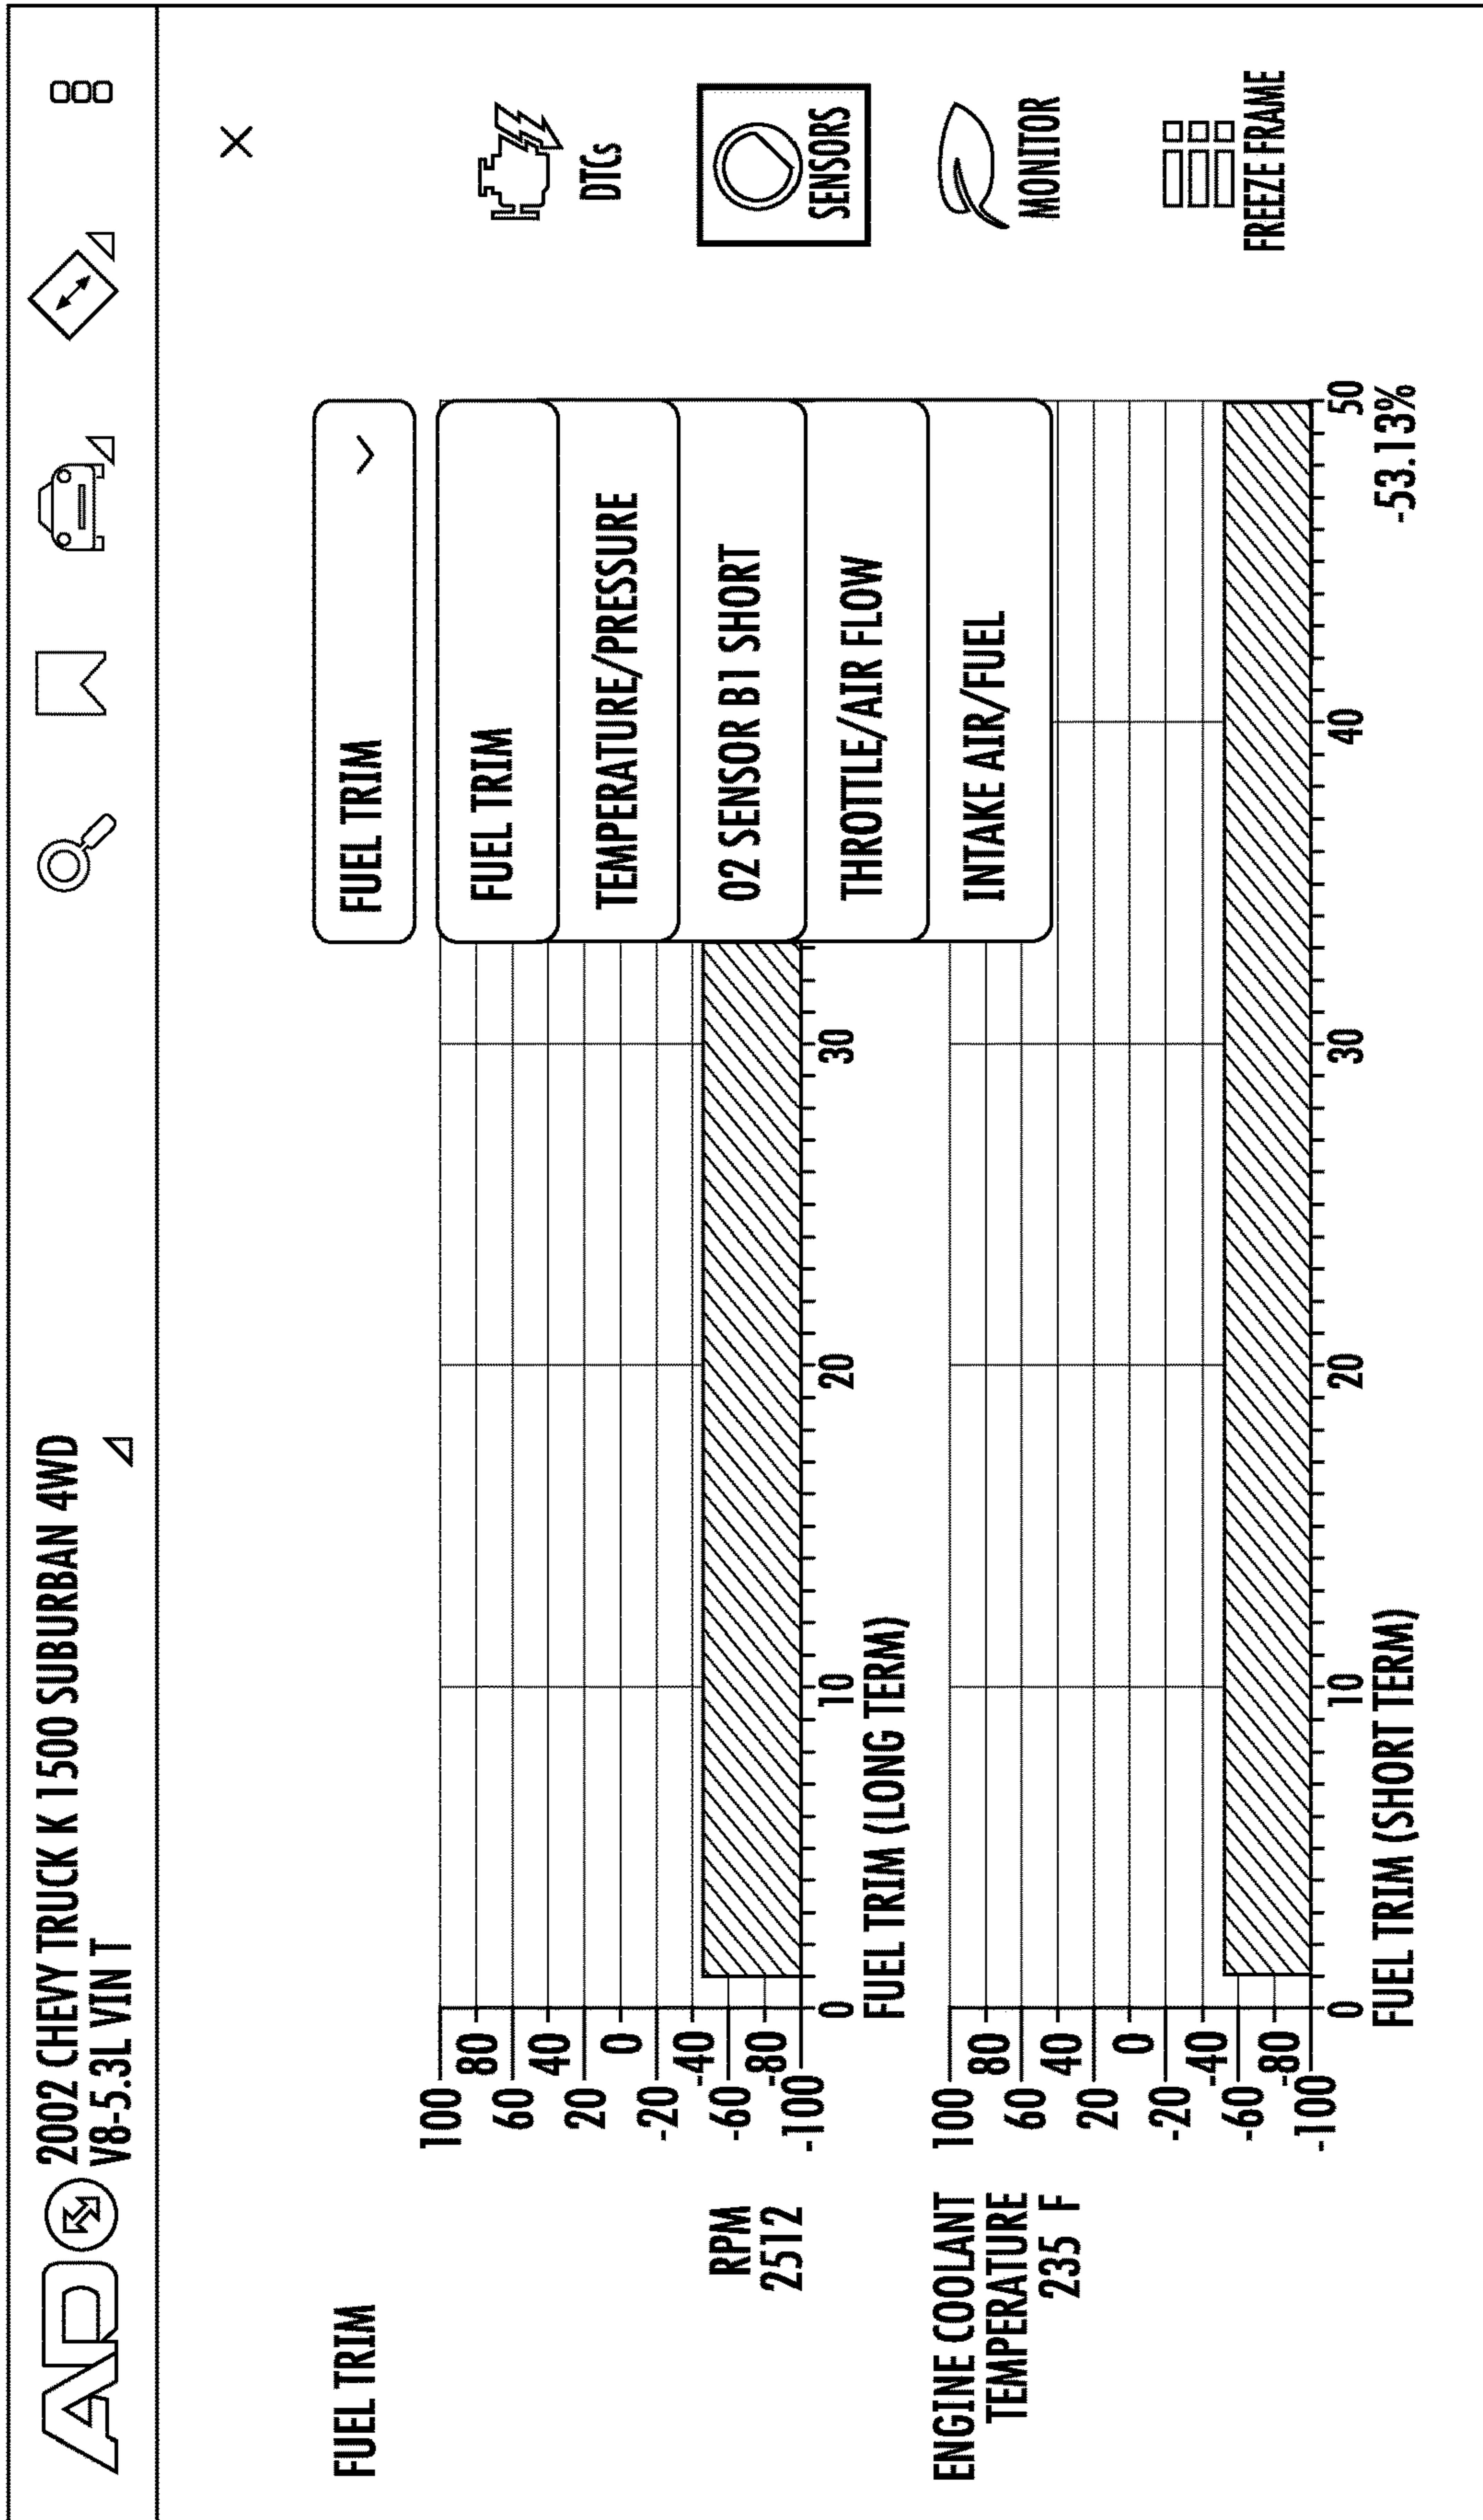 AD
2002 CHEVY TRUCK K 1500 SUBURBAN 4WD
V8-5.3L VIN T
FUEL TRIM
FUEL TRIM
FUEL TRIM
TEMPERATURE/PRESSURE
O2 SENSOR B1 SHORT
THROTTLE/AIR FLOW
INTAKE AIR/FUEL
RPM
2512
100
80
60
40
20
0
-20
-40
-60
-80
-100
0 10 20 30
FUEL TRIM (LONG TERM)
ENGINE COOLANT
TEMPERATURE
235 F
100
80
60
40
20
0
-20
-40
-60
-80
-100
0 10 20 30 40 50
FUEL TRIM (SHORT TERM) -53.13%
DTCs
SENSORS
MONITOR
FREEZE FRAME